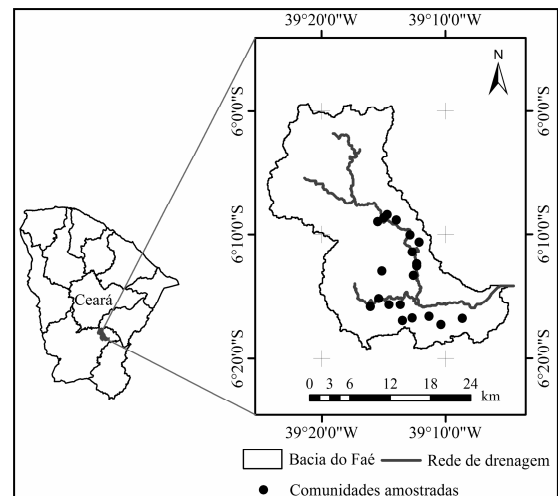 39°20'0"W 39°10'0"W
N
6°0'0"S 6°0'0"S
6°10'0"S 6°10'0"S
Ceará
6°20'0"S 6°20'0"S
0 3 6 12 18 24
km
39°20'0"W 39°10'0"W
Bacia do Faé Rede de drenagem
Comunidades amostradas